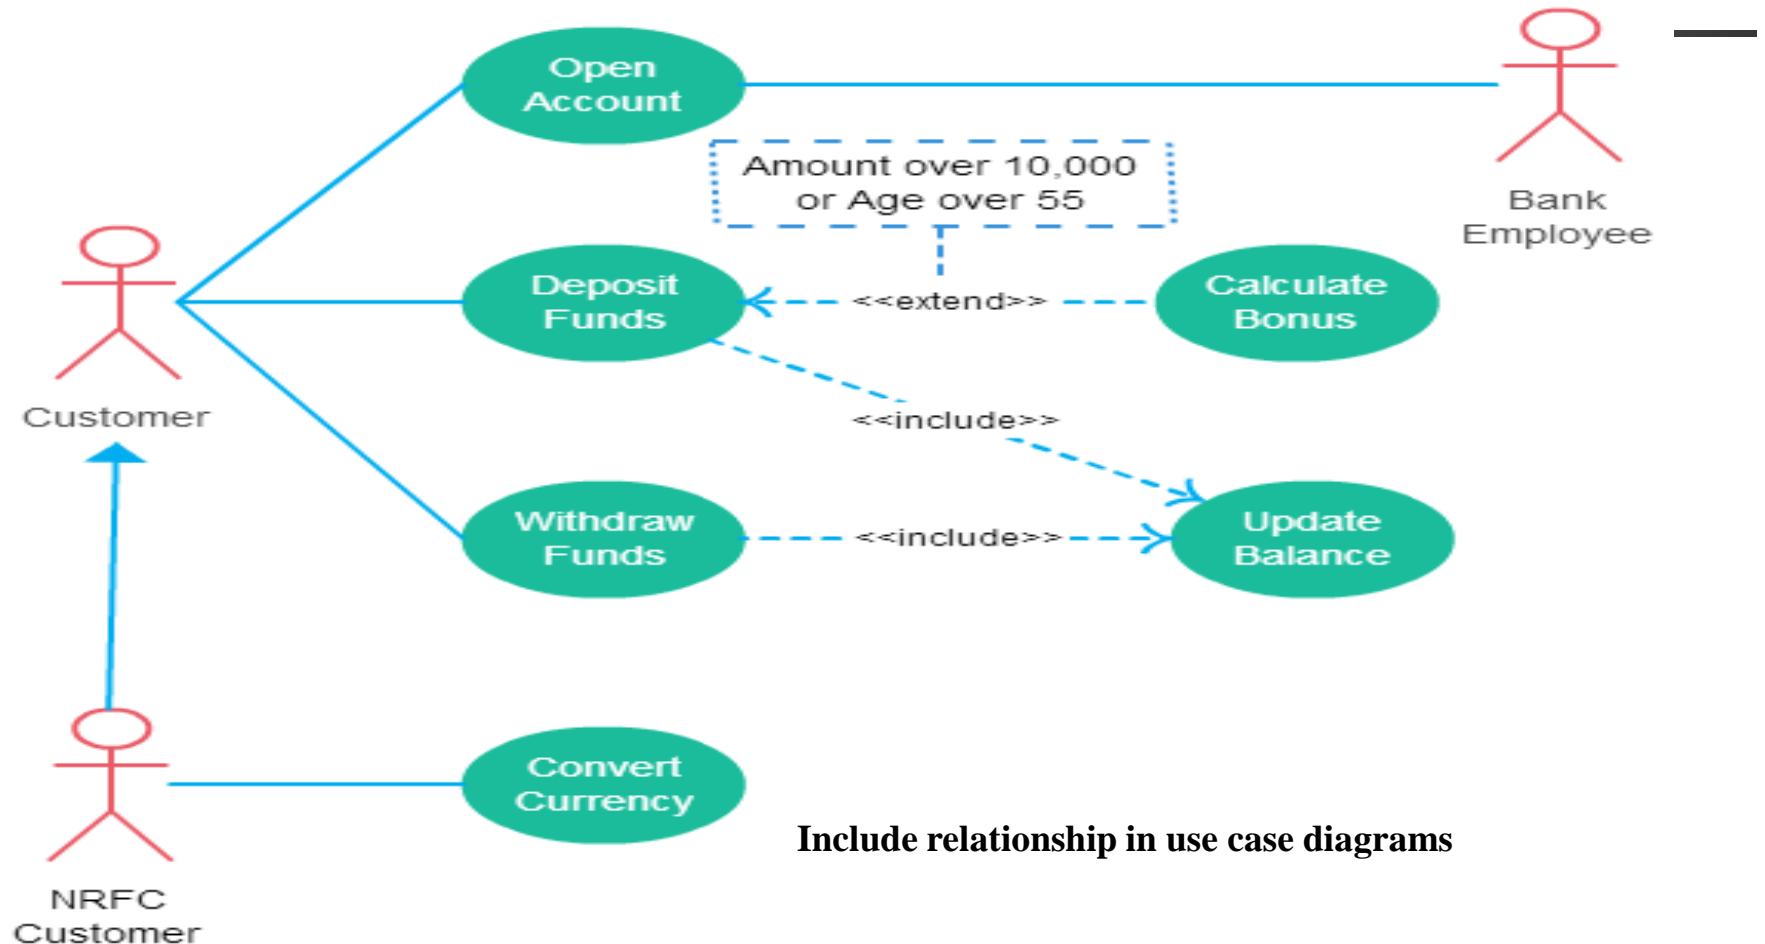 Open
Account
Amount over 10,000
or Age over 55
Bank
Employee
Deposit
Funds
<<extend>>
Calculate
Bonus
Customer
<<include>>
Withdraw
Funds
<<include>>
Update
Balance
Convert
Currency
Include relationship in use case diagrams
NRFC
Customer